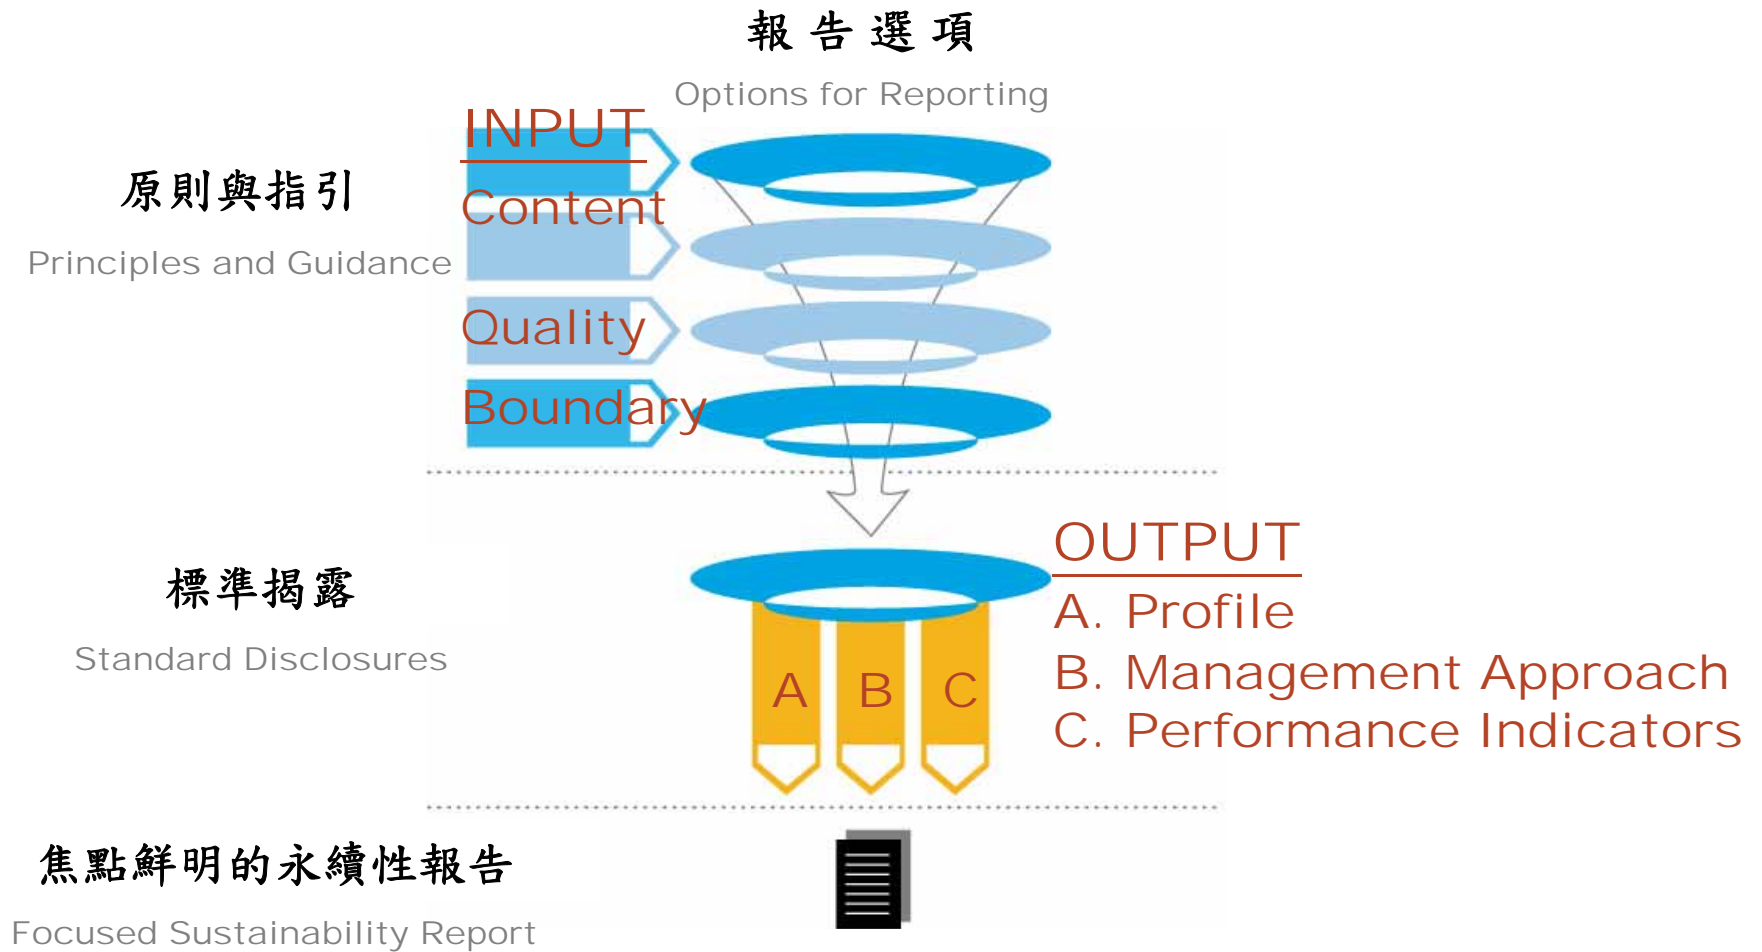 報告選項
Options for Reporting
INPUT
Content
Quality
Boundary
原則與指引
Principles and Guidance
標準揭露
Standard Disclosures
A B C
OUTPUT
A. Profile
B. Management Approach
C. Performance Indicators
焦點鮮明的永續性報告
Focused Sustainability Report